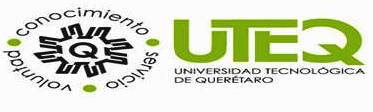 conocimiento · servicio · voluntad ·
Q
UTEQ
UNIVERSIDAD TECNOLÓGICA
DE QUERÉTARO